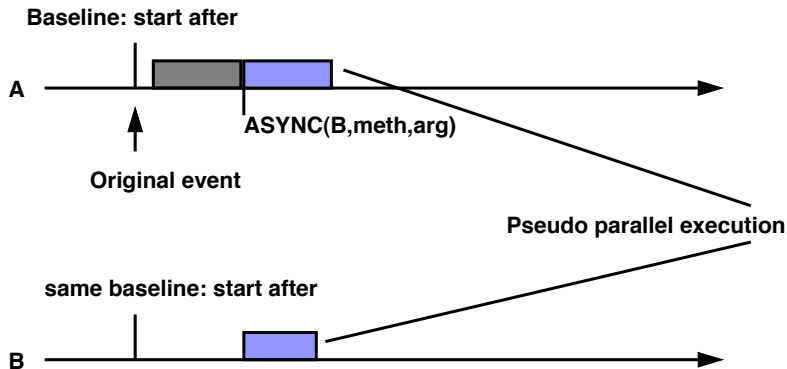 Baseline: start after
A
ASYNC(B,meth,arg)
Original event
Pseudo parallel execution
same baseline: start after
B